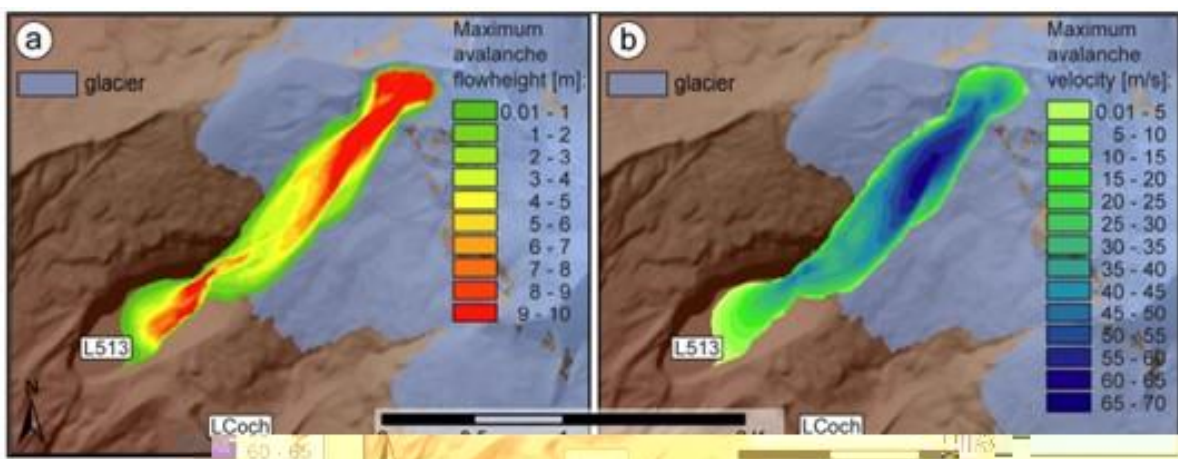 a
Maximum
avalanche
flowheight [m]:
glacier
0.01 - 1
1 - 2
2 - 3
3 - 4
4 - 5
5 - 6
6 - 7
7 - 8
8 - 9
9 - 10
L513
N
LCoch
b
Maximum
avalanche
velocity [m/s]:
glacier
0.01 - 5
5 - 10
10 - 15
15 - 20
20 - 25
25 - 30
30 - 35
35 - 40
40 - 45
45 - 50
50 - 55
55 - 60
60 - 65
65 - 70
L513
LCoch
60 - 65